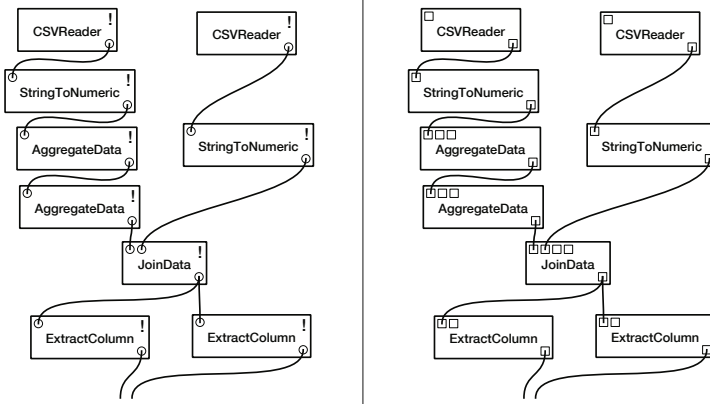 CSVReader !
CSVReader !
StringToNumeric !
AggregateData !
StringToNumeric !
AggregateData !
JoinData !
ExtractColumn !
ExtractColumn !
CSVReader
CSVReader
StringToNumeric
AggregateData
StringToNumeric
AggregateData
JoinData
ExtractColumn
ExtractColumn